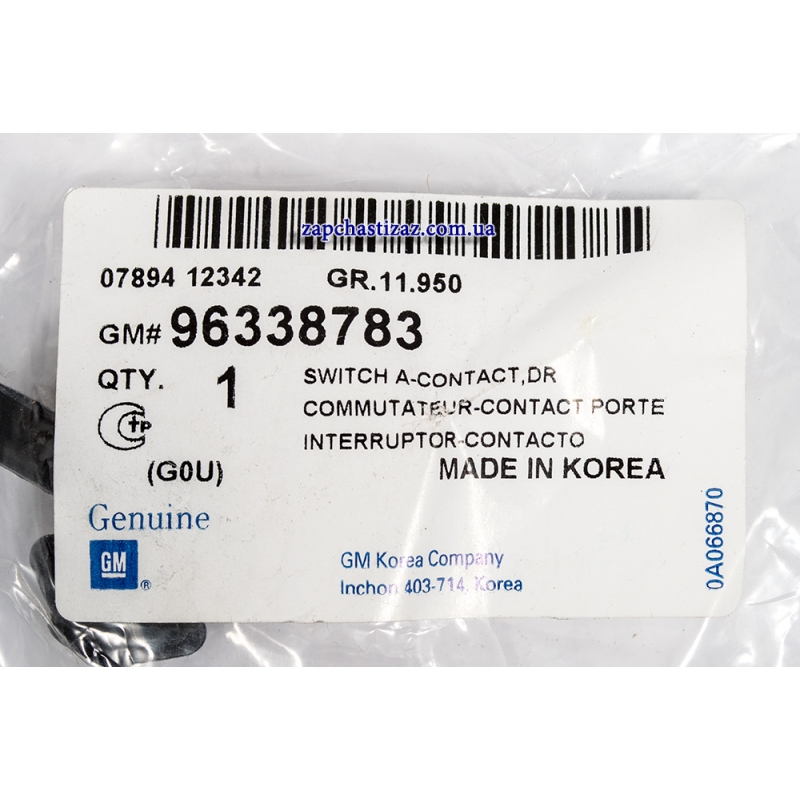 zapchastizaz.com.ua
07894 12342 GR.11.950
GM# 96338783
QTY. 1 SWITCH A-CONTACT,DR
COMMUTATEUR-CONTACT PORTE
INTERRUPTOR-CONTACTO
(G0U) MADE IN KOREA
Genuine
GM ®
GM Korea Company
Inchon 403-714, Korea
0A066870